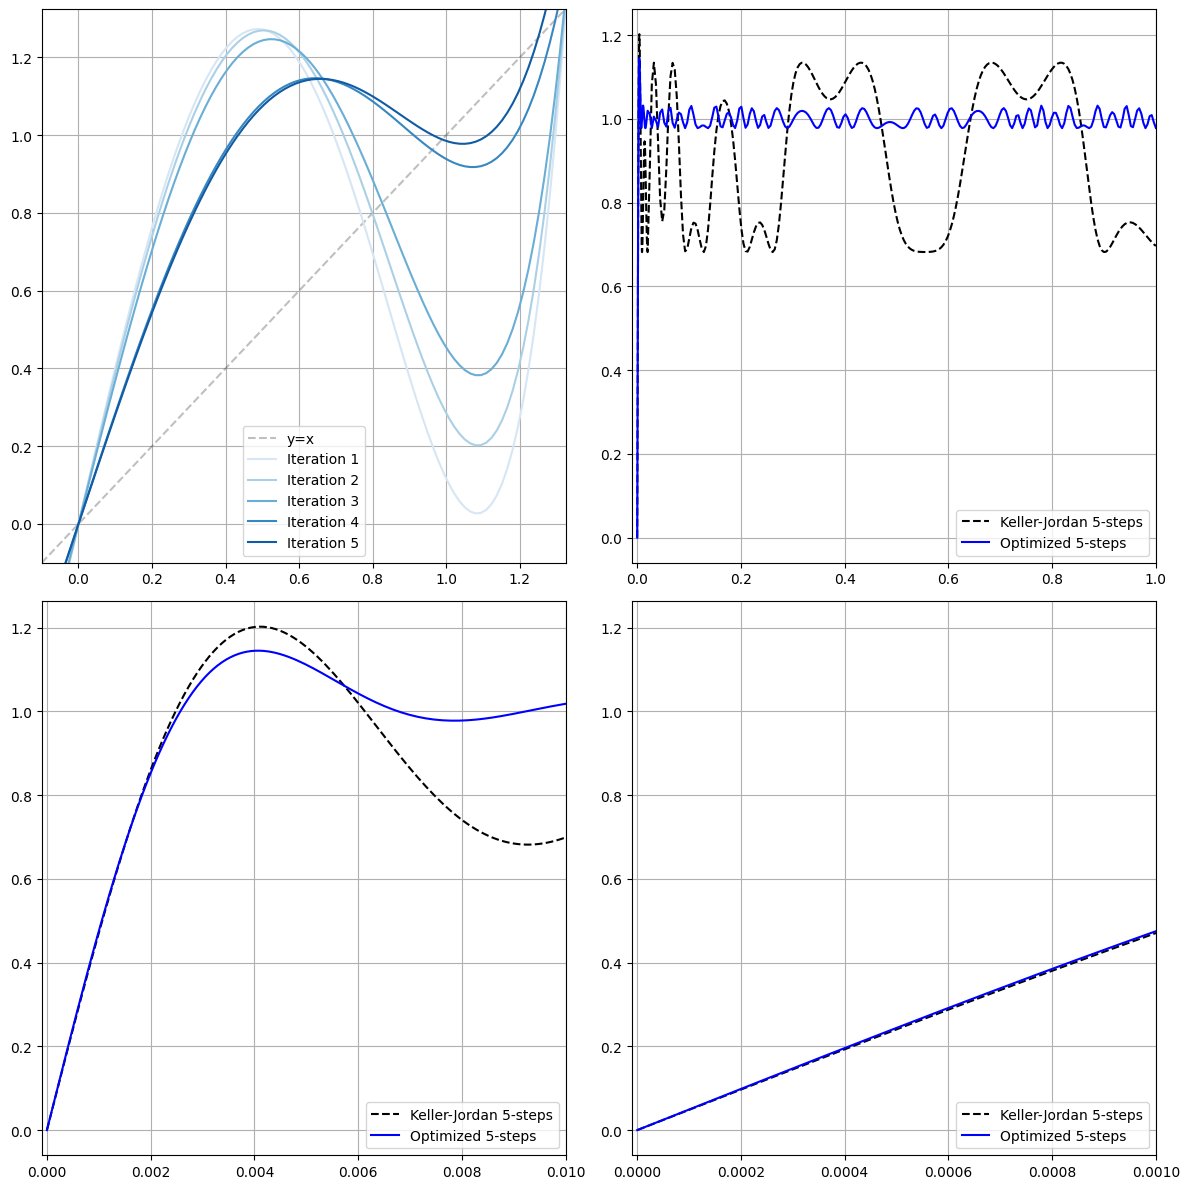 1.2
1.0
0.8
0.6
0.4
0.2
0.0
y=x
Iteration 1
Iteration 2
Iteration 3
Iteration 4
Iteration 5
0.0 0.2 0.4 0.6 0.8 1.0 1.2
1.2
1.0
0.8
0.6
0.4
0.2
0.0
Keller-Jordan 5-steps
Optimized 5-steps
0.0 0.2 0.4 0.6 0.8 1.0
1.2
1.0
0.8
0.6
0.4
0.2
0.0
Keller-Jordan 5-steps
Optimized 5-steps
0.000 0.002 0.004 0.006 0.008 0.010
1.2
1.0
0.8
0.6
0.4
0.2
0.0
Keller-Jordan 5-steps
Optimized 5-steps
0.0000 0.0002 0.0004 0.0006 0.0008 0.0010